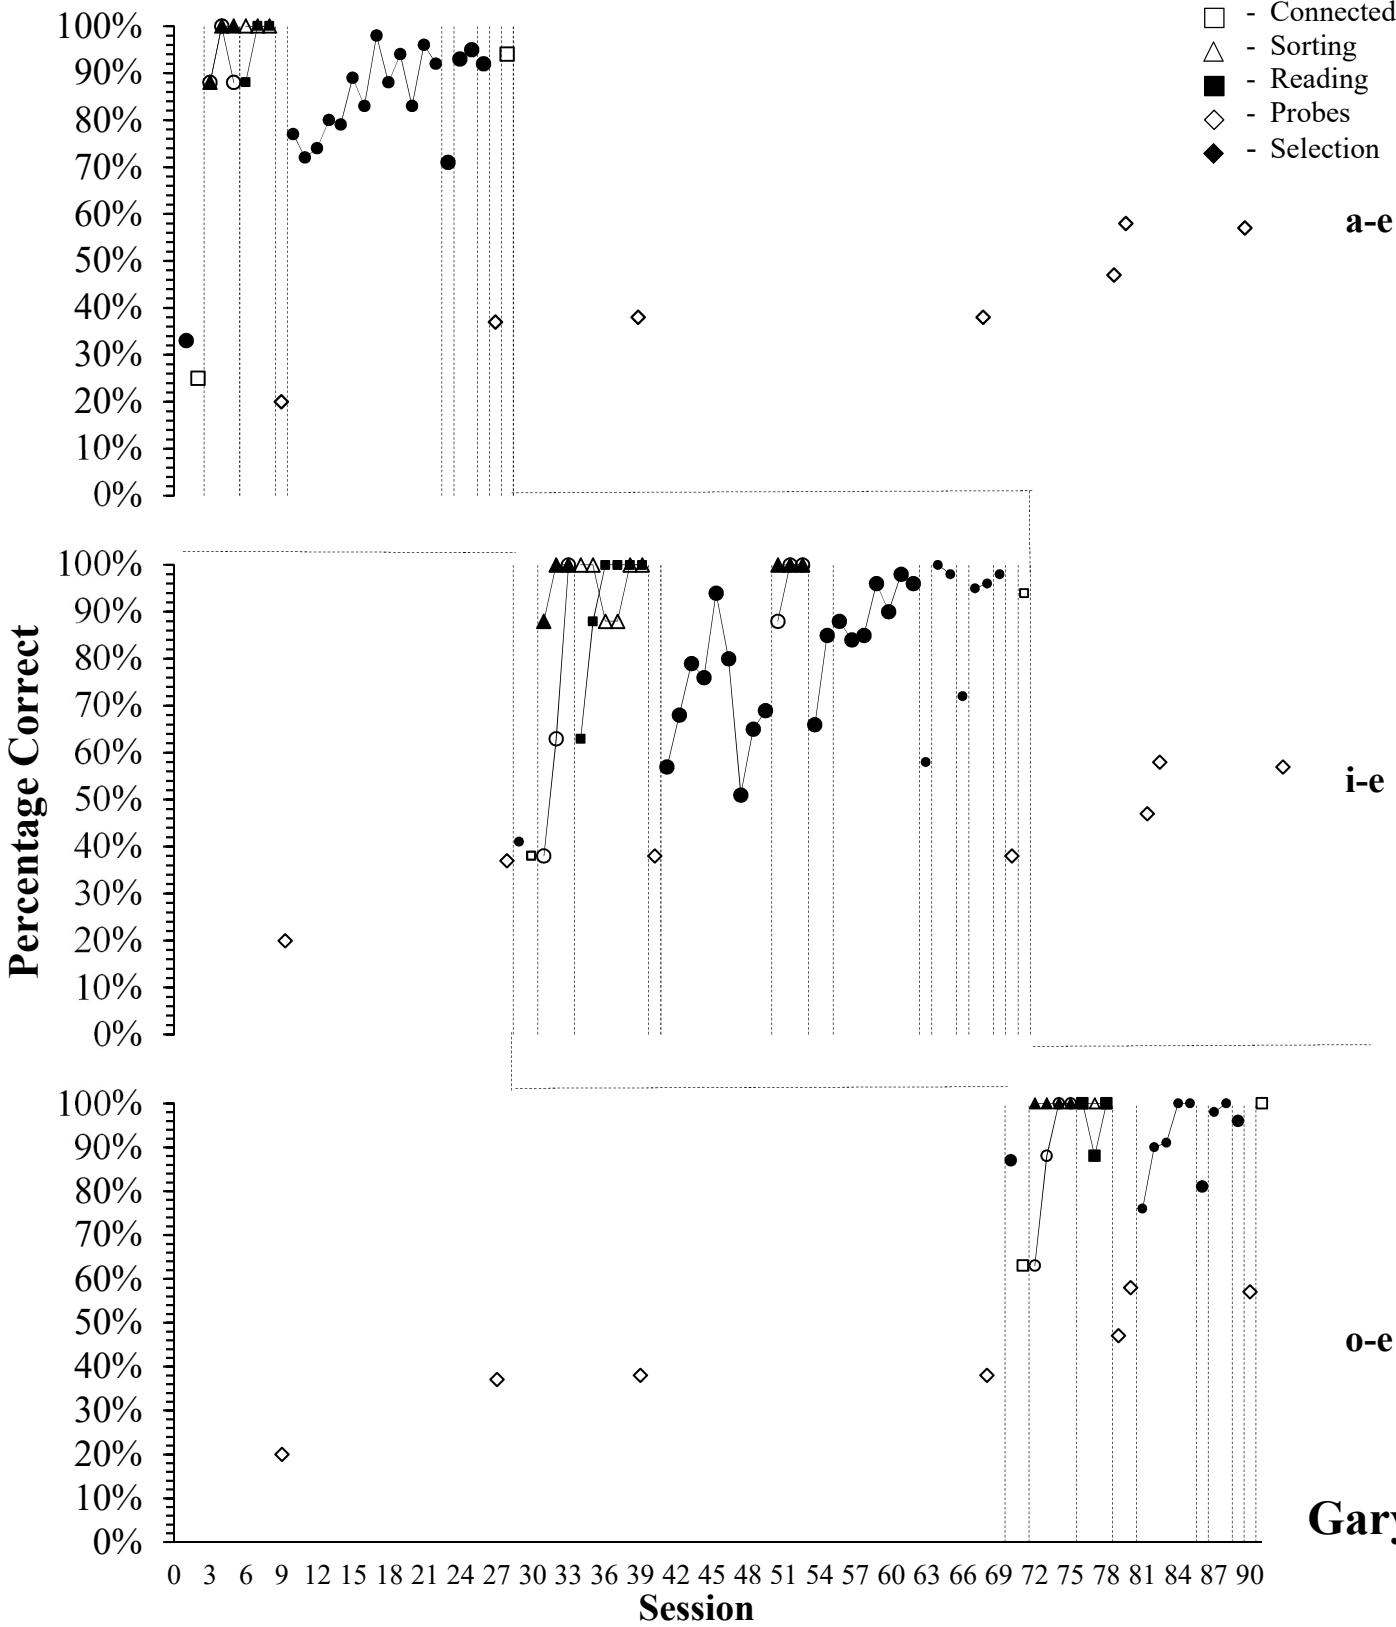 - Connected
- Sorting
- Reading
- Probes
- Selection
100%
90%
80%
70%
60%
50%
40%
30%
20%
10%
0%
a-e
100%
90%
80%
70%
60%
50%
40%
30%
20%
10%
0%
i-e
Percentage Correct
100%
90%
80%
70%
60%
50%
40%
30%
20%
10%
0%
o-e
Gary
0 3 6 9 12 15 18 21 24 27 30 33 36 39 42 45 48 51 54 57 60 63 66 69 72 75 78 81 84 87 90
Session